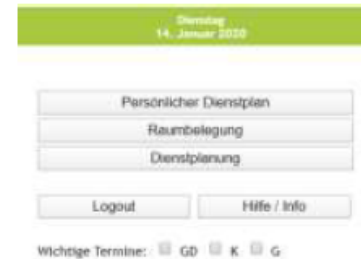 Dienstag
14. Januar 2020
Persönlicher Dienstplan
Raumbelegung
Dienstplanung
Logout Hilfe / Info
Wichtige Termine: GD K G